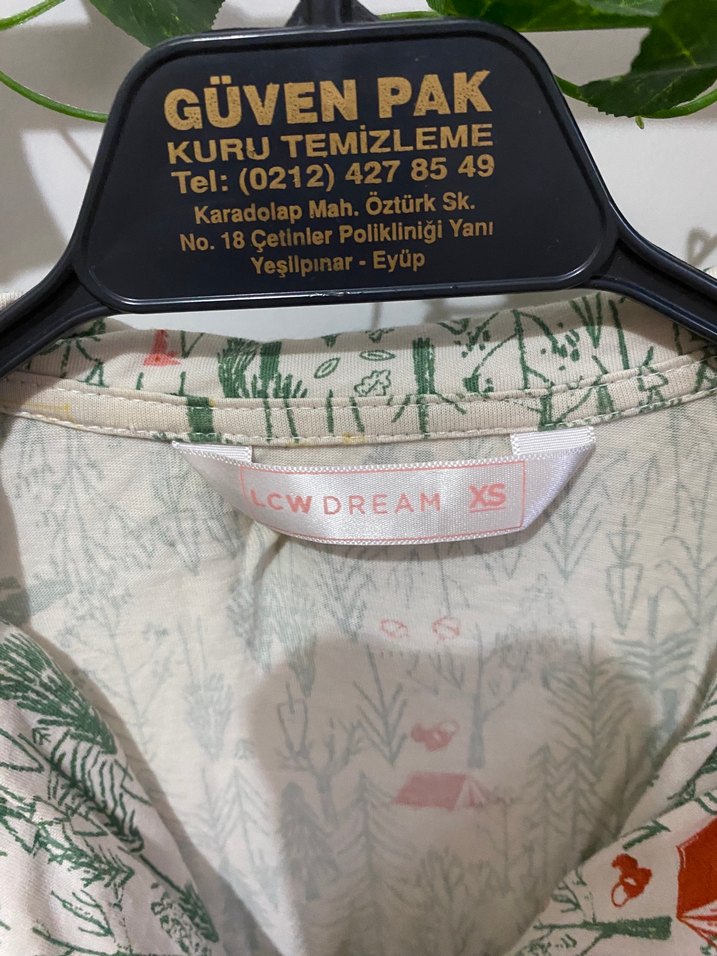 GÜVEN PAK
KURU TEMİZLEME
Tel: (0212) 427 85 49
Karadolap Mah. Öztürk Sk.
No. 18 Çetinler Polikliniği Yanı
Yeşilpınar - Eyüp
LCW DREAM XS